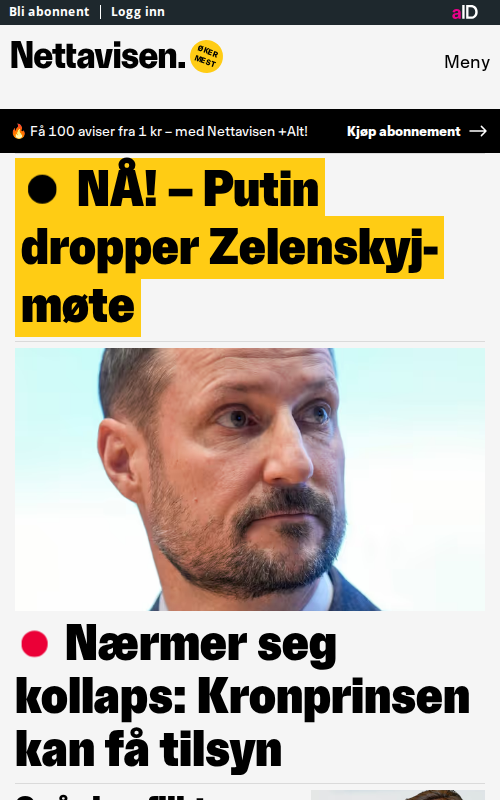 Bli abonnent | Logg inn
aID
Nettavisen.
ØKER
MEST
Meny
🔥 Få 100 aviser fra 1 kr – med Nettavisen +Alt!
Kjøp abonnement →
NÅ! – Putin
dropper Zelenskyj-
møte
Nærmer seg
kollaps: Kronprinsen
kan få tilsyn